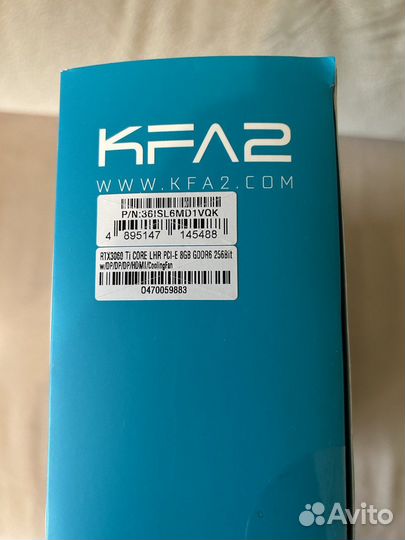 KFA2
WWW.KFA2.COM
P/N:36ISL6MD1VQK
4 895147 145488
RTX3060 Ti CORE LHR PCI-E 8GB GDDR6 256Bit
w/DP/DP/DP/HDMI/CoolingFan
0470059883
Avito